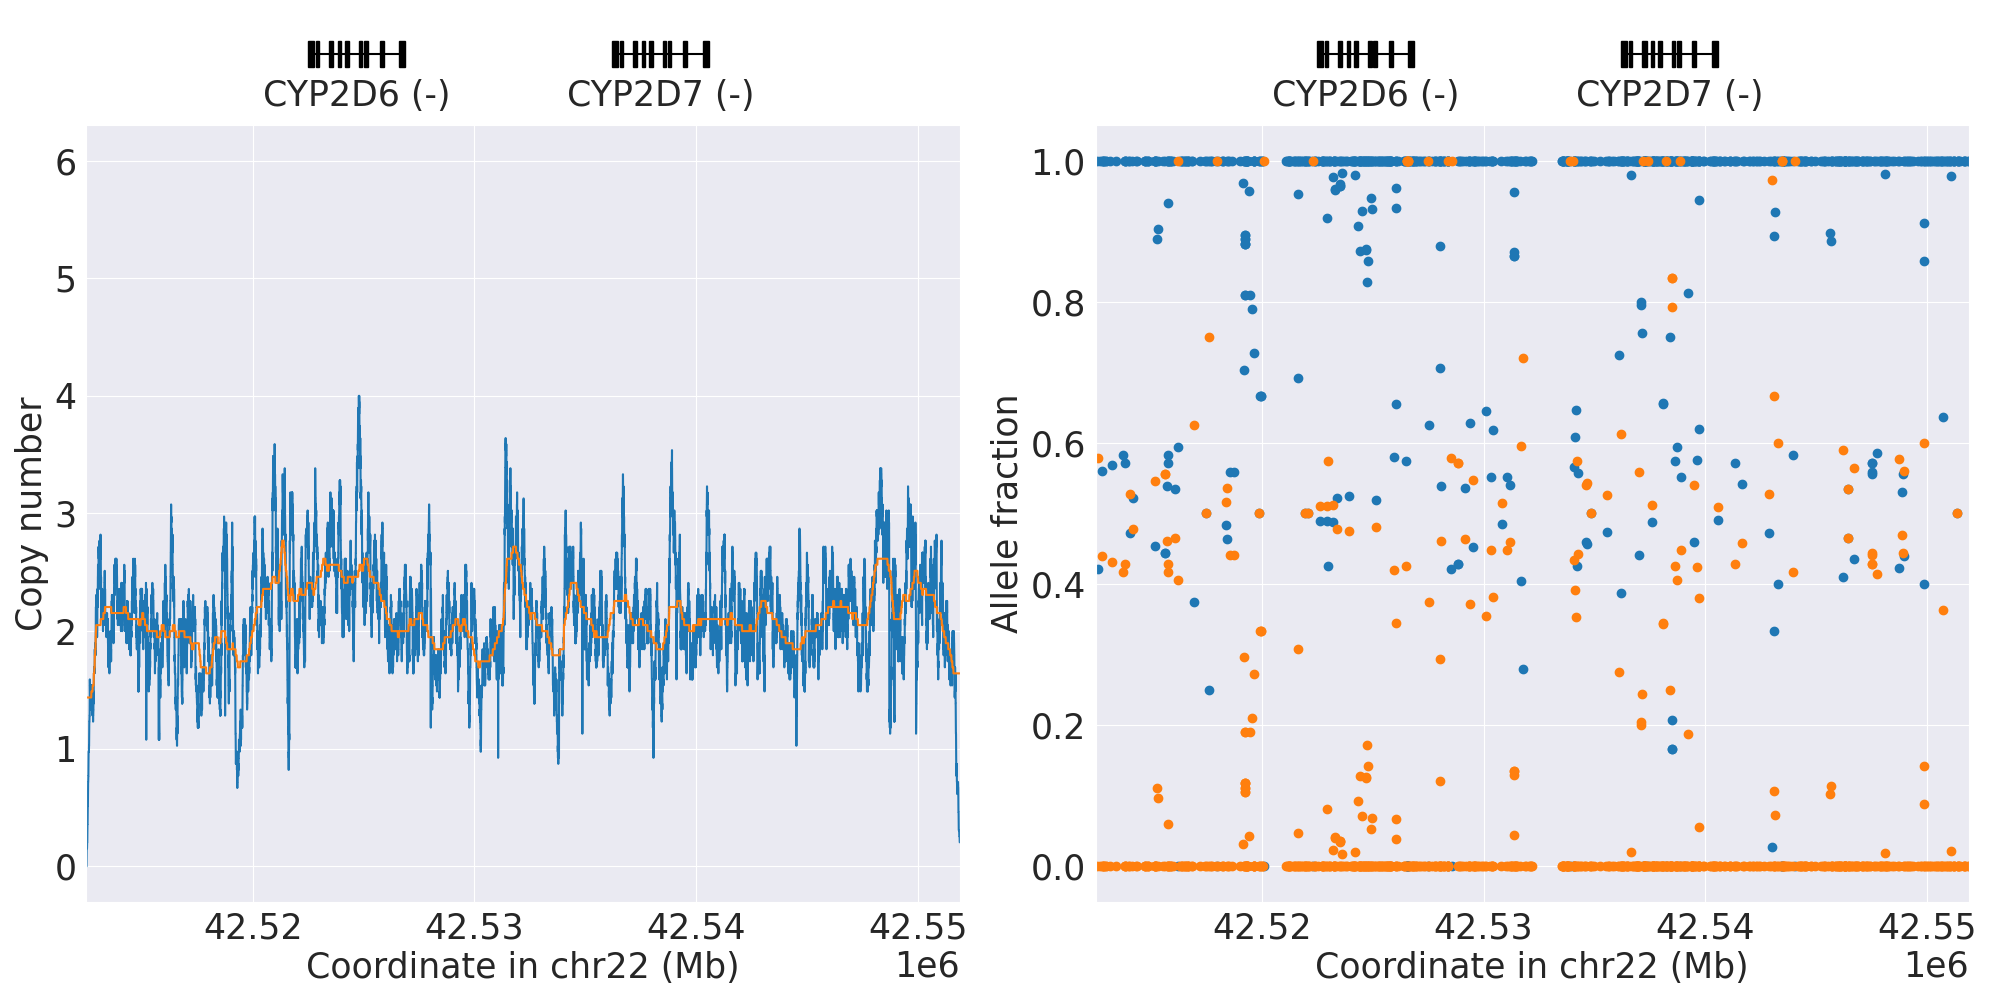 CYP2D6 (-) CYP2D7 (-)
CYP2D6 (-) CYP2D7 (-)
Copy number
6
5
4
3
2
1
0
42.52 42.53 42.54 42.55
Coordinate in chr22 (Mb) 1e6
Allele fraction
1.0
0.8
0.6
0.4
0.2
0.0
42.52 42.53 42.54 42.55
Coordinate in chr22 (Mb) 1e6